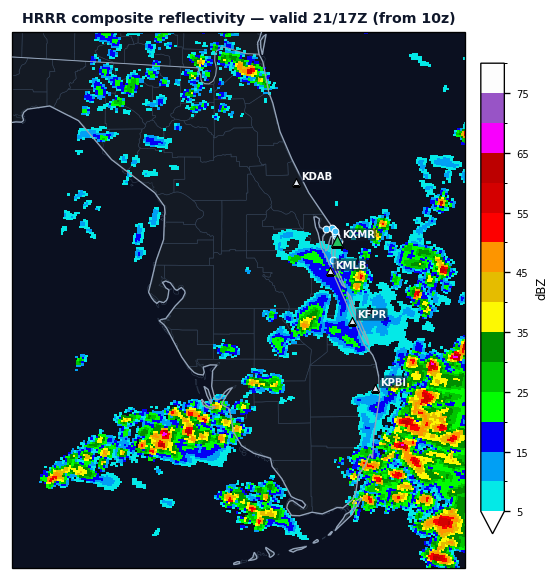 HRRR composite reflectivity — valid 21/17Z (from 10z)
KDAB
KXMR
KMLB
KFPR
KPBI
75
65
55
45
35
25
15
5
dBZ